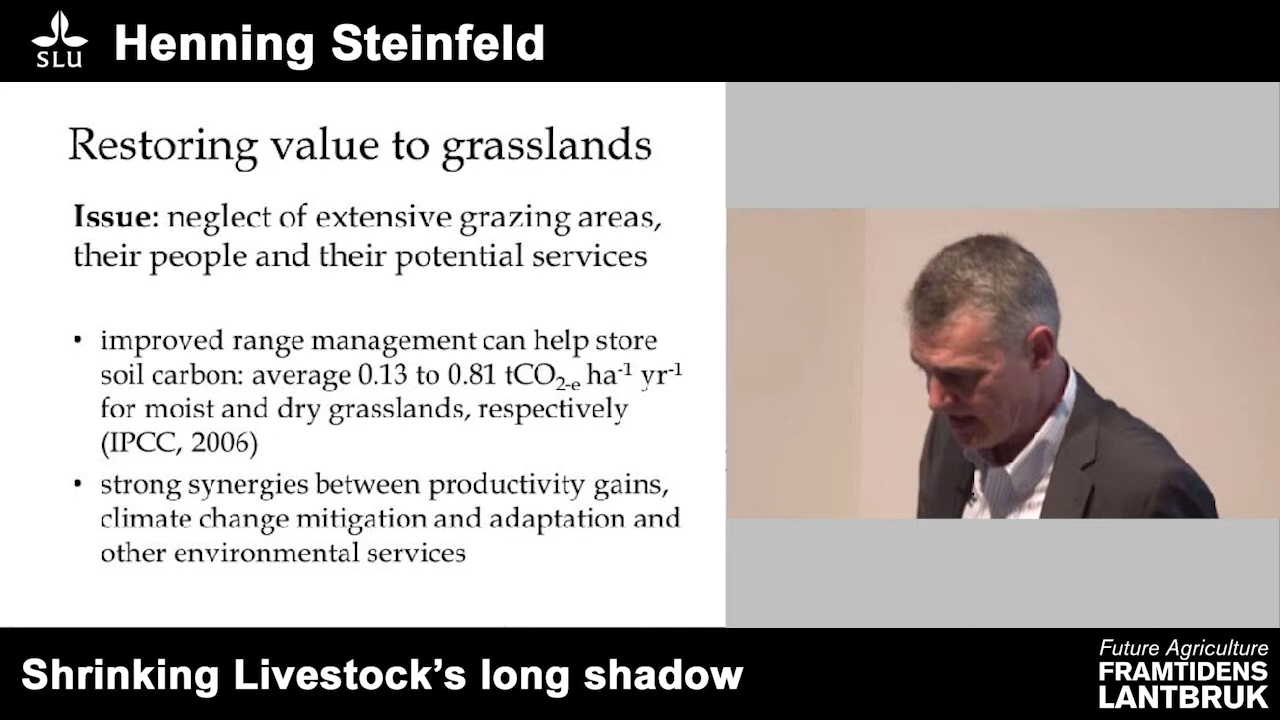 SLU
Henning Steinfeld
Restoring value to grasslands
Issue: neglect of extensive grazing areas,
their people and their potential services
• improved range management can help store
soil carbon: average 0.13 to 0.81 tCO₂₋ₑ ha⁻¹ yr⁻¹
for moist and dry grasslands, respectively
(IPCC, 2006)
• strong synergies between productivity gains,
climate change mitigation and adaptation and
other environmental services
Shrinking Livestock's long shadow
Future Agriculture
FRAMTIDENS
LANTBRUK